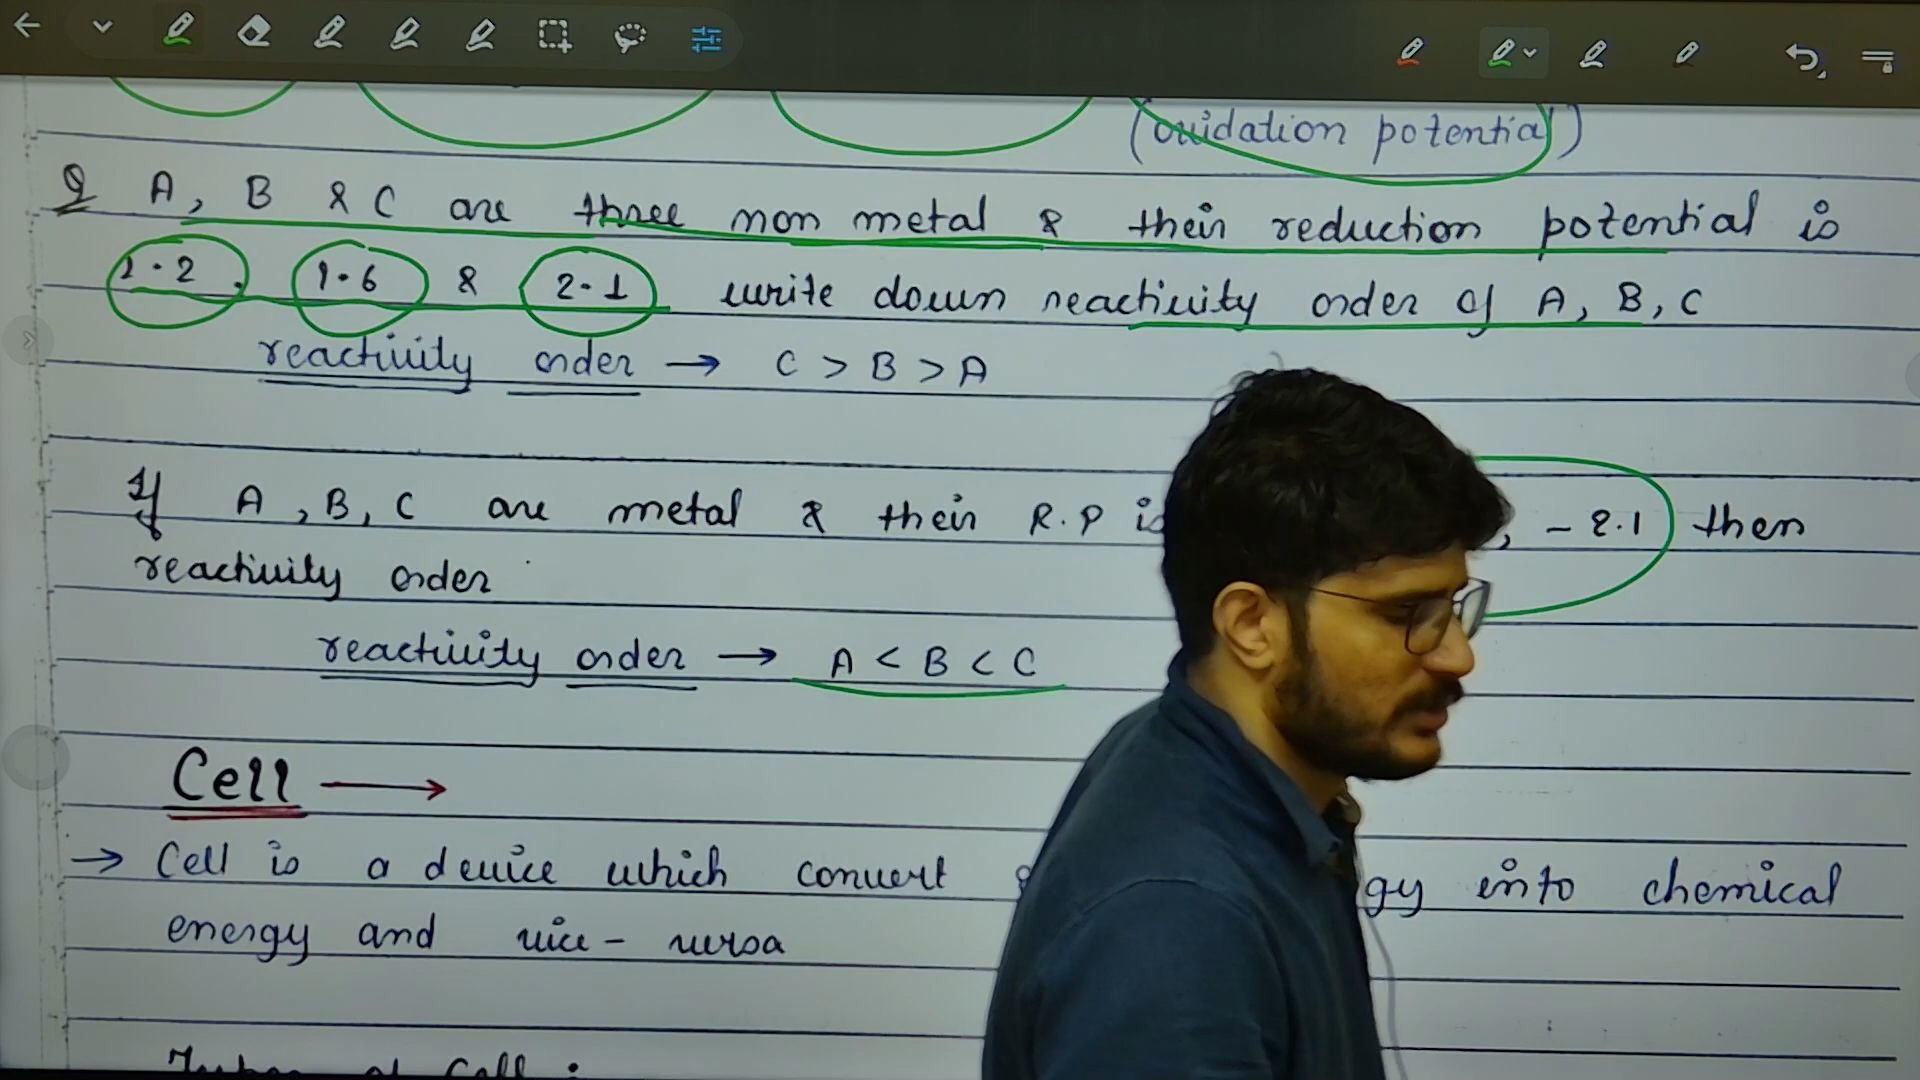 (oxidation potential)
Q A, B & C are three non metal & their reduction potential is
1.2, 1.6 & 2.1 write down reactivity order of A, B, C
reactivity order → C > B > A
If A, B, C are metal & their R.P is , -2.1 then
reactivity order
reactivity order → A < B < C
Cell →
→ Cell is a device which convert into chemical
energy and vice-versa